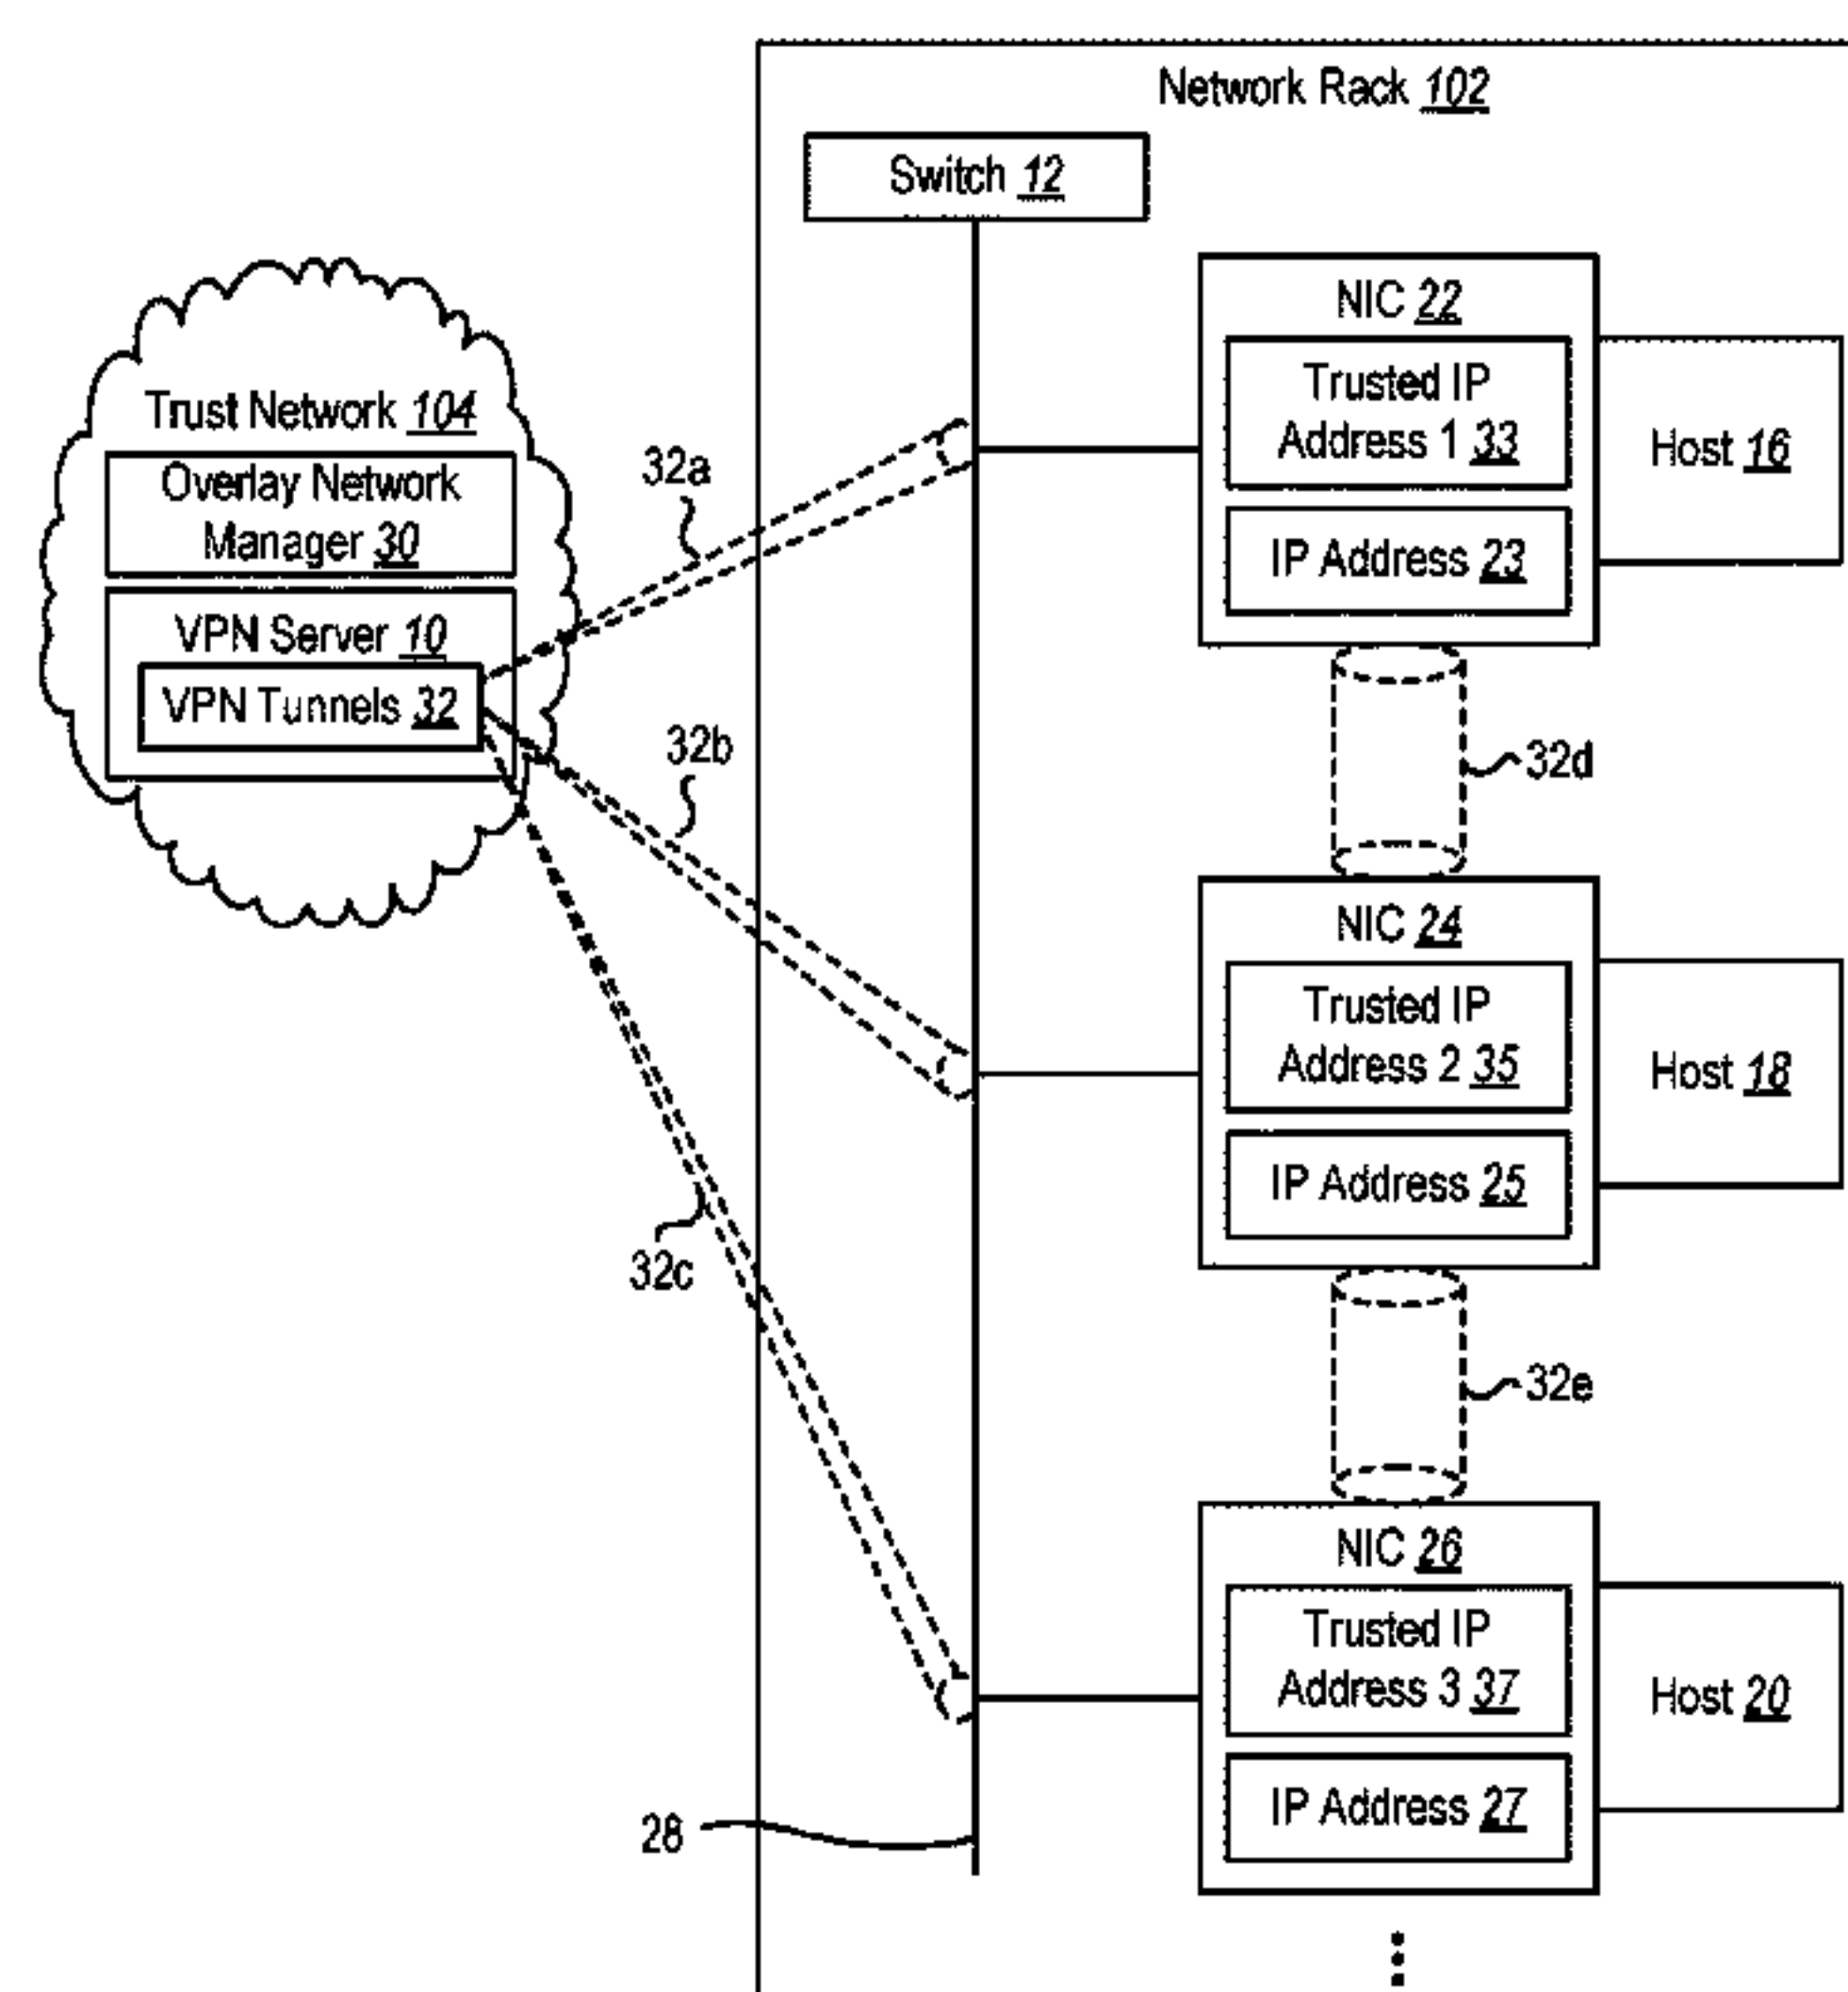 Network Rack 102
Switch 12
NIC 22
Trusted IP
Address 1 33
IP Address 23
Host 16
Trust Network 104
Overlay Network
Manager 30
VPN Server 10
VPN Tunnels 32
32a
32b
32c
32d
NIC 24
Trusted IP
Address 2 35
IP Address 25
Host 18
32e
NIC 26
Trusted IP
Address 3 37
IP Address 27
Host 20
28